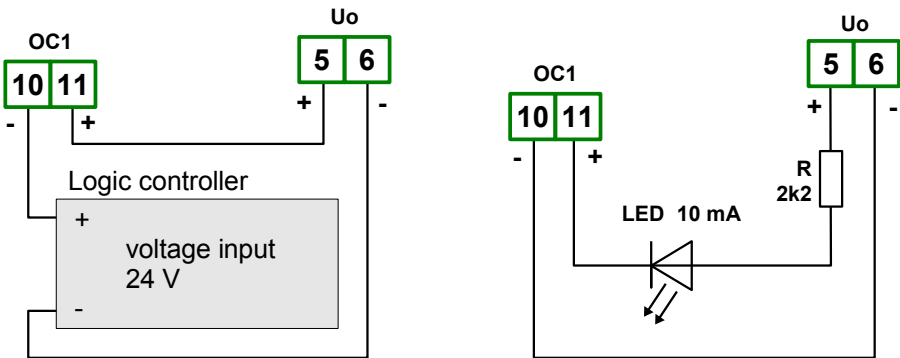 Uo
OC1
5 6
10 11
+ -
- +
Logic controller
+
voltage input
24 V
-
Uo
OC1
5 6
10 11
+ -
- +
R
2k2
LED 10 mA